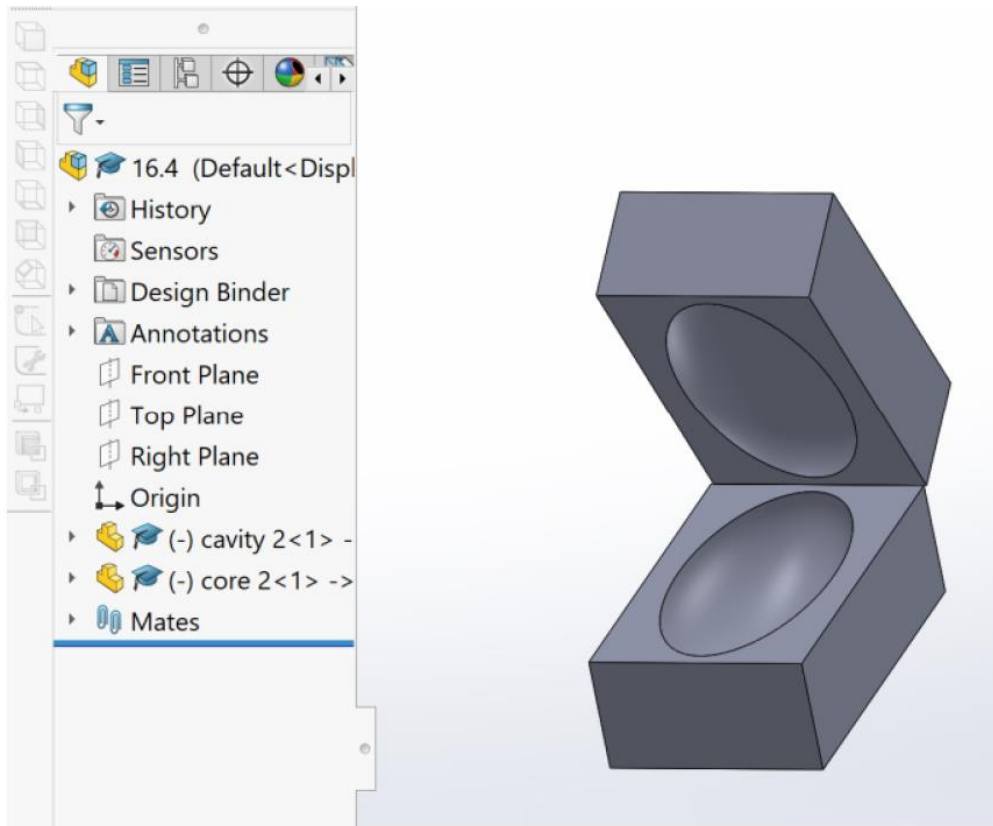 16.4 (Default<Displ
History
Sensors
Design Binder
Annotations
Front Plane
Top Plane
Right Plane
Origin
(-) cavity 2<1> -
(-) core 2<1> ->
Mates